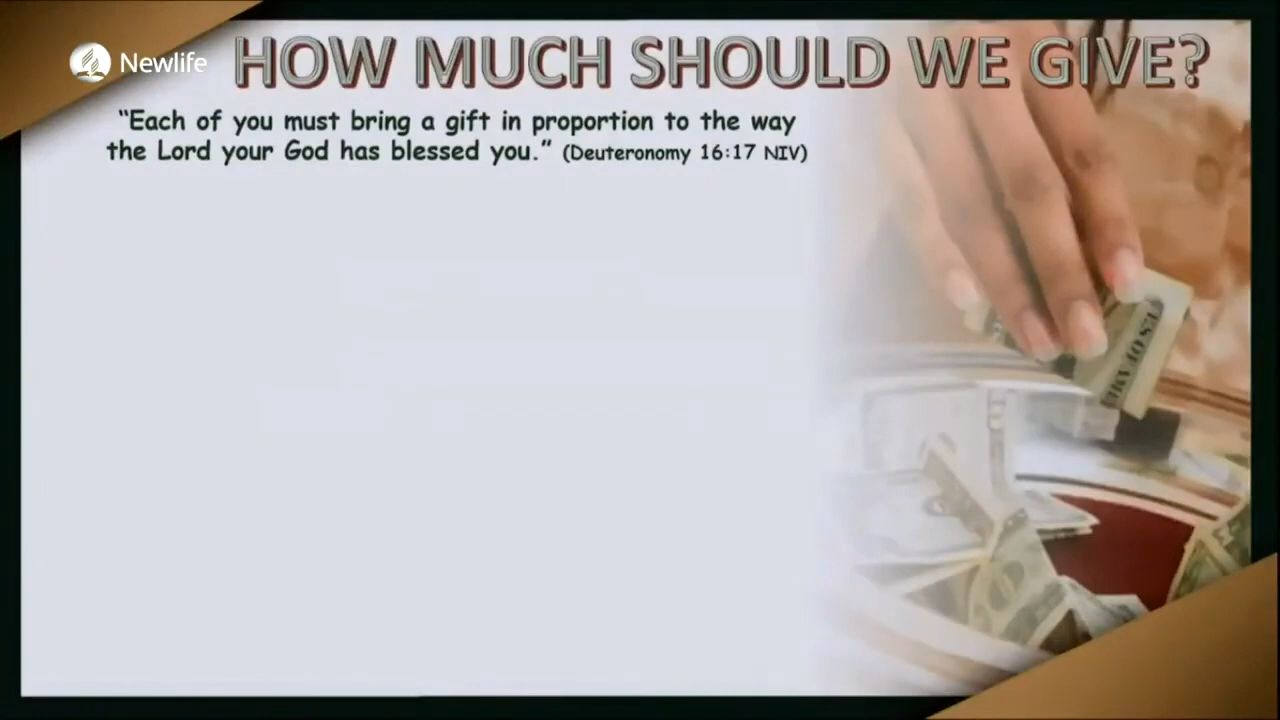 Newlife
HOW MUCH SHOULD WE GIVE?
“Each of you must bring a gift in proportion to the way
the Lord your God has blessed you.” (Deuteronomy 16:17 NIV)